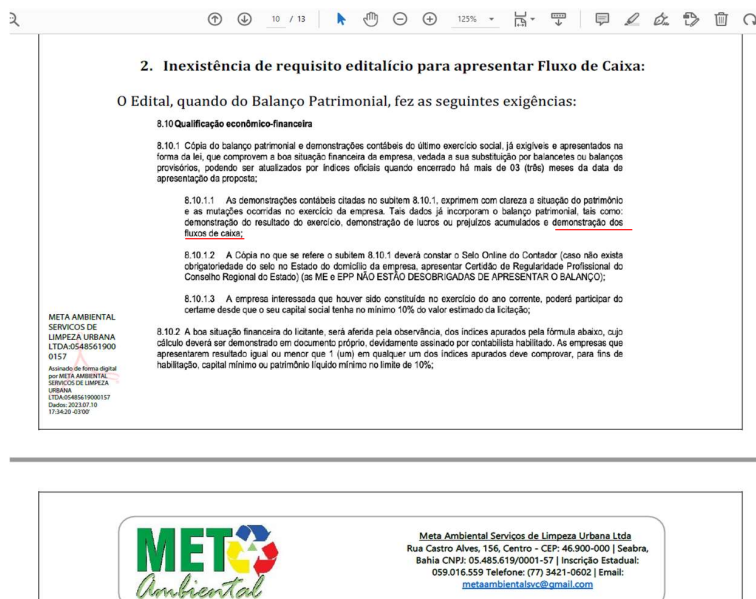 10 / 13
125%
2. Inexistência de requisito editalício para apresentar Fluxo de Caixa:
O Edital, quando do Balanço Patrimonial, fez as seguintes exigências:
8.10 Qualificação econômico-financeira
8.10.1 Cópia do balanço patrimonial e demonstrações contábeis do último exercício social, já exigíveis e apresentados na
forma da lei, que comprovem a boa situação financeira da empresa, vedada a sua substituição por balancetes ou balanços
provisórios, podendo ser atualizados por índices oficiais quando encerrado há mais de 03 (três) meses da data de
apresentação da proposta;
8.10.1.1 As demonstrações contábeis citadas no subitem 8.10.1, exprimem com clareza a situação do patrimônio
e as mutações ocorridas no exercício da empresa. Tais dados já incorporam o balanço patrimonial, tais como:
demonstração do resultado do exercício, demonstração de lucros ou prejuízos acumulados e demonstração dos
fluxos de caixa;
8.10.1.2 A Cópia no que se refere o subitem 8.10.1 deverá constar o Selo Online do Contador (caso não exista
obrigatoriedade do selo no Estado do domicílio da empresa, apresentar Certidão de Regularidade Profissional do
Conselho Regional do Estado) (as ME e EPP NÃO ESTÃO DESOBRIGADAS DE APRESENTAR O BALANÇO);
8.10.1.3 A empresa interessada que houver sido constituída no exercício do ano corrente, poderá participar do
certame desde que o seu capital social tenha no mínimo 10% do valor estimado da licitação;
8.10.2 A boa situação financeira do licitante, será aferida pela observância, dos índices apurados pela fórmula abaixo, cujo
cálculo deverá ser demonstrado em documento próprio, devidamente assinado por contabilista habilitado. As empresas que
apresentarem resultado igual ou menor que 1 (um) em qualquer um dos índices apurados deve comprovar, para fins de
habilitação, capital mínimo ou patrimônio líquido mínimo no limite de 10%;
META AMBIENTAL
SERVICOS DE
LIMPEZA URBANA
LTDA:0548561900
0157
Assinado de forma digital
por META AMBIENTAL
SERVICOS DE LIMPEZA
URBANA
LTDA:05485619000157
Dados: 2023.07.10
17:34:20 -03'00'
META
Ambiental
Meta Ambiental Serviços de Limpeza Urbana Ltda
Rua Castro Alves, 156, Centro - CEP: 46.900-000 | Seabra,
Bahia CNPJ: 05.485.619/0001-57 | Inscrição Estadual:
059.016.559 Telefone: (77) 3421-0602 | Email:
metaambientalsvc@gmail.com